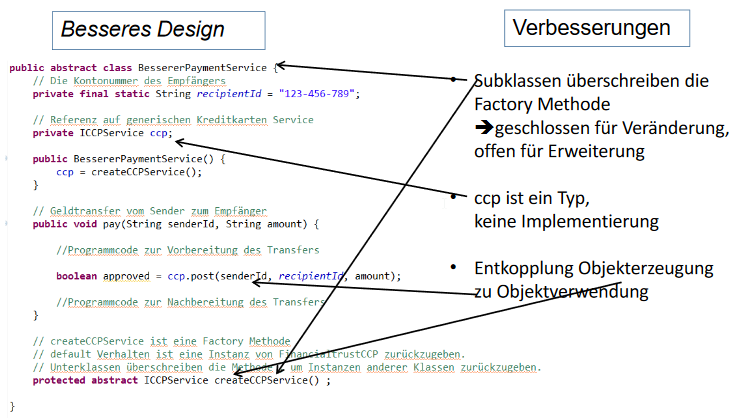 Besseres Design
Verbesserungen
public abstract class BessererPaymentService {
// Die Kontonummer des Empfängers
private final static String recipientId = "123-456-789";
// Referenz auf generischen Kreditkarten Service
private ICCPService ccp;
public BessererPaymentService() {
ccp = createCCPService();
}
// Geldtransfer vom Sender zum Empfänger
public void pay(String senderId, String amount) {
//Programmcode zur Vorbereitung des Transfers
boolean approved = ccp.post(senderId, recipientId, amount);
//Programmcode zur Nachbereitung des Transfers
}
// createCCPService ist eine Factory Methode
// default Verhalten ist eine Instanz von FinancialTrustCCP zurückzugeben.
// Unterklassen überschreiben die Methode , um Instanzen anderer Klassen zurückzugeben.
protected abstract ICCPService createCCPService() ;
}
• Subklassen überschreiben die
Factory Methode
➔geschlossen für Veränderung,
offen für Erweiterung
• ccp ist ein Typ,
keine Implementierung
• Entkopplung Objekterzeugung
zu Objektverwendung